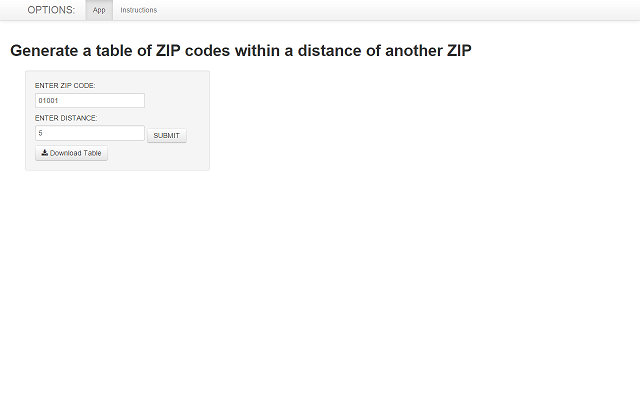 OPTIONS: App Instructions
Generate a table of ZIP codes within a distance of another ZIP
ENTER ZIP CODE:
01001
ENTER DISTANCE:
5 SUBMIT
Download Table